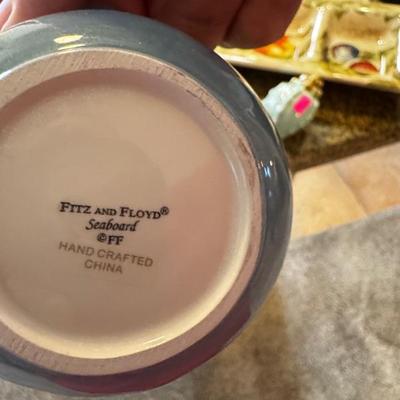 FITZ AND FLOYD®
Seaboard
©FF
HAND CRAFTED
CHINA